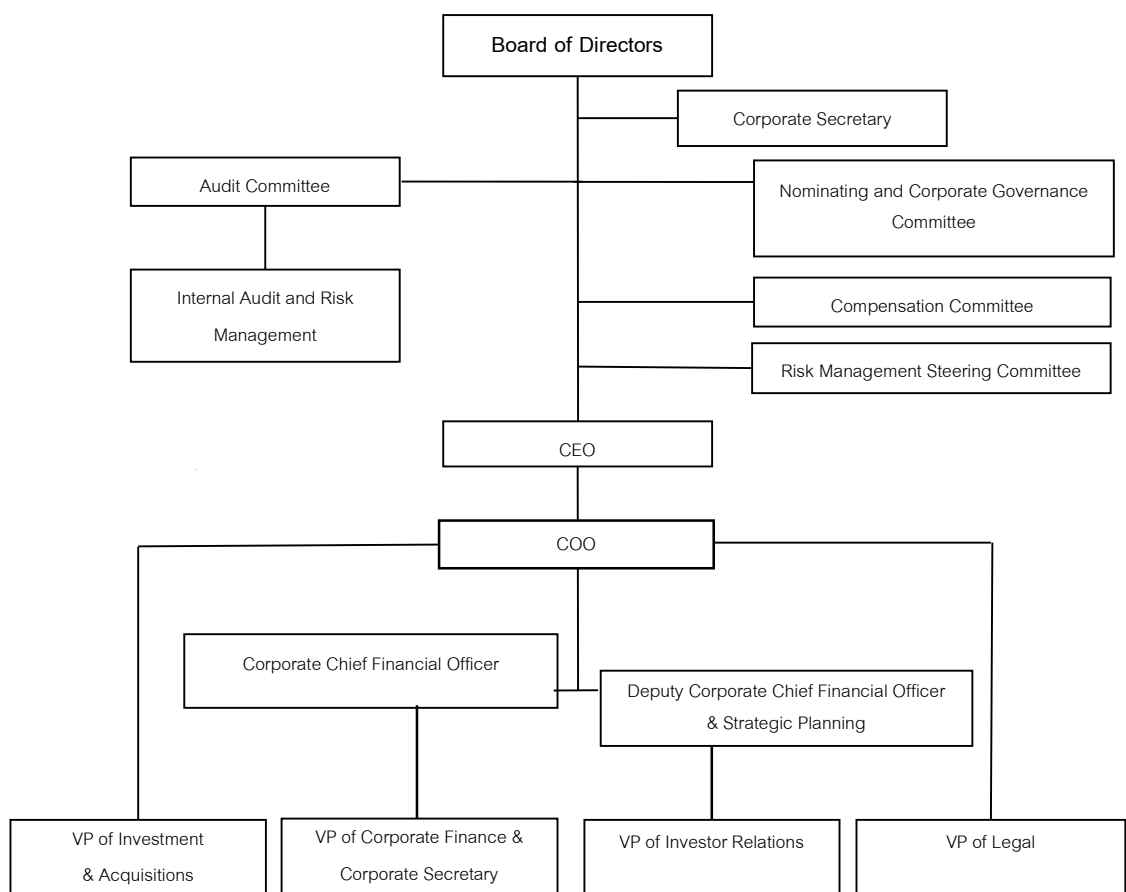 Board of Directors
Corporate Secretary
Audit Committee
Nominating and Corporate Governance
Committee
Internal Audit and Risk
Management
Compensation Committee
Risk Management Steering Committee
CEO
COO
Corporate Chief Financial Officer
Deputy Corporate Chief Financial Officer
& Strategic Planning
VP of Investment
& Acquisitions
VP of Corporate Finance &
Corporate Secretary
VP of Investor Relations
VP of Legal